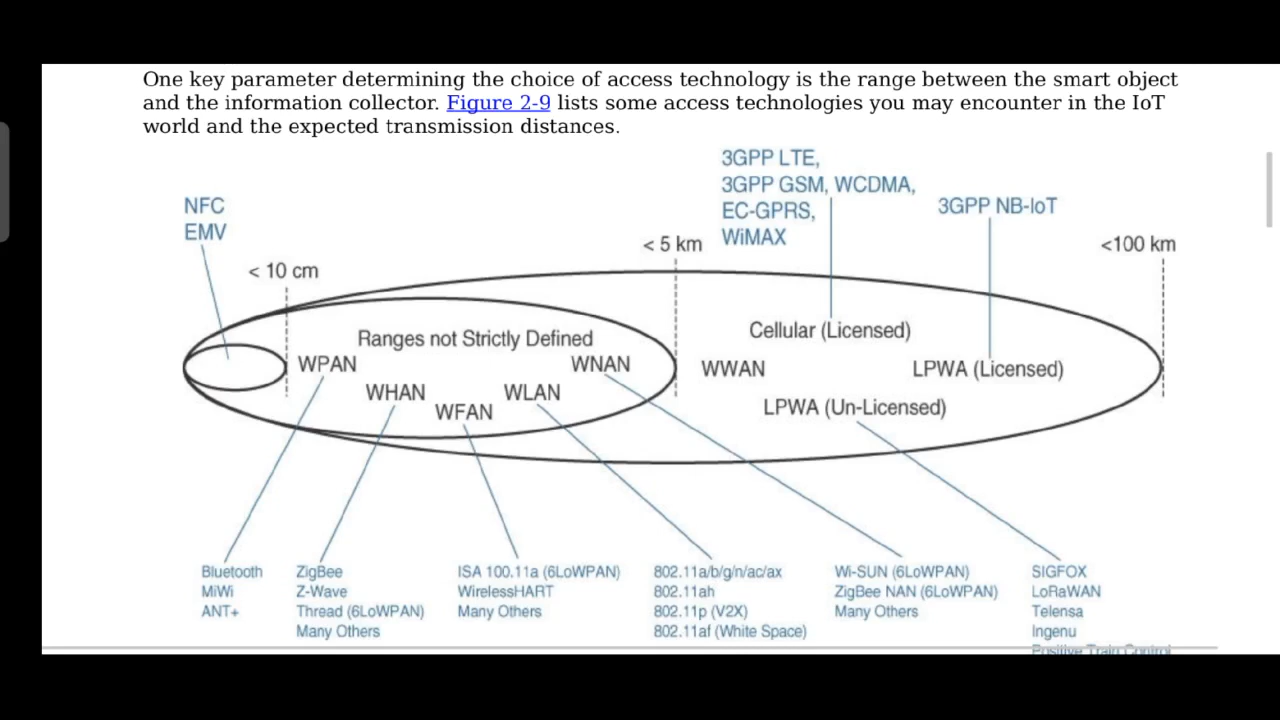 One key parameter determining the choice of access technology is the range between the smart object
and the information collector. Figure 2-9 lists some access technologies you may encounter in the IoT
world and the expected transmission distances.
3GPP LTE,
3GPP GSM, WCDMA,
EC-GPRS,
WiMAX
NFC
EMV
3GPP NB-IoT
< 10 cm
< 5 km
<100 km
Ranges not Strictly Defined
WPAN
WHAN
WFAN
WLAN
WNAN
WWAN
Cellular (Licensed)
LPWA (Licensed)
LPWA (Un-Licensed)
Bluetooth
MiWi
ANT+
ZigBee
Z-Wave
Thread (6LoWPAN)
Many Others
ISA 100.11a (6LoWPAN)
WirelessHART
Many Others
802.11a/b/g/n/ac/ax
802.11ah
802.11p (V2X)
802.11af (White Space)
Wi-SUN (6LoWPAN)
ZigBee NAN (6LoWPAN)
Many Others
SIGFOX
LoRaWAN
Telensa
Ingenu
Positive Train Control